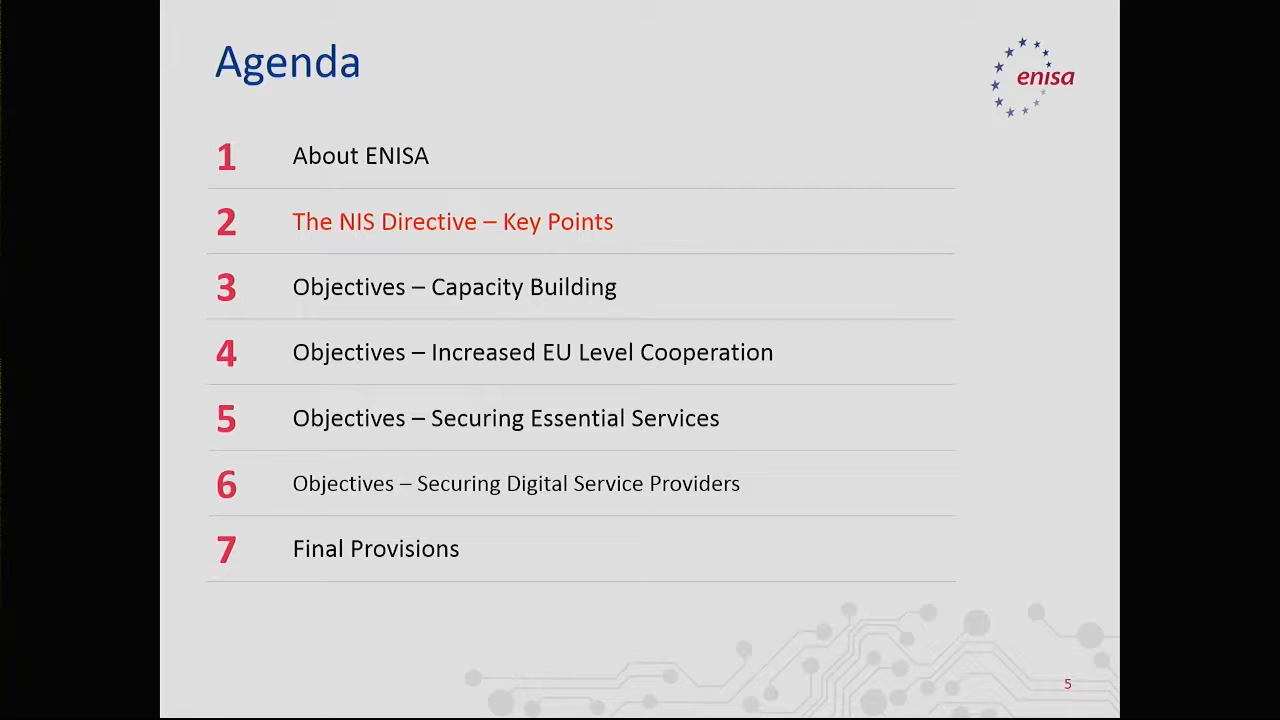 Agenda
enisa
1 About ENISA
2 The NIS Directive – Key Points
3 Objectives – Capacity Building
4 Objectives – Increased EU Level Cooperation
5 Objectives – Securing Essential Services
6 Objectives – Securing Digital Service Providers
7 Final Provisions
5